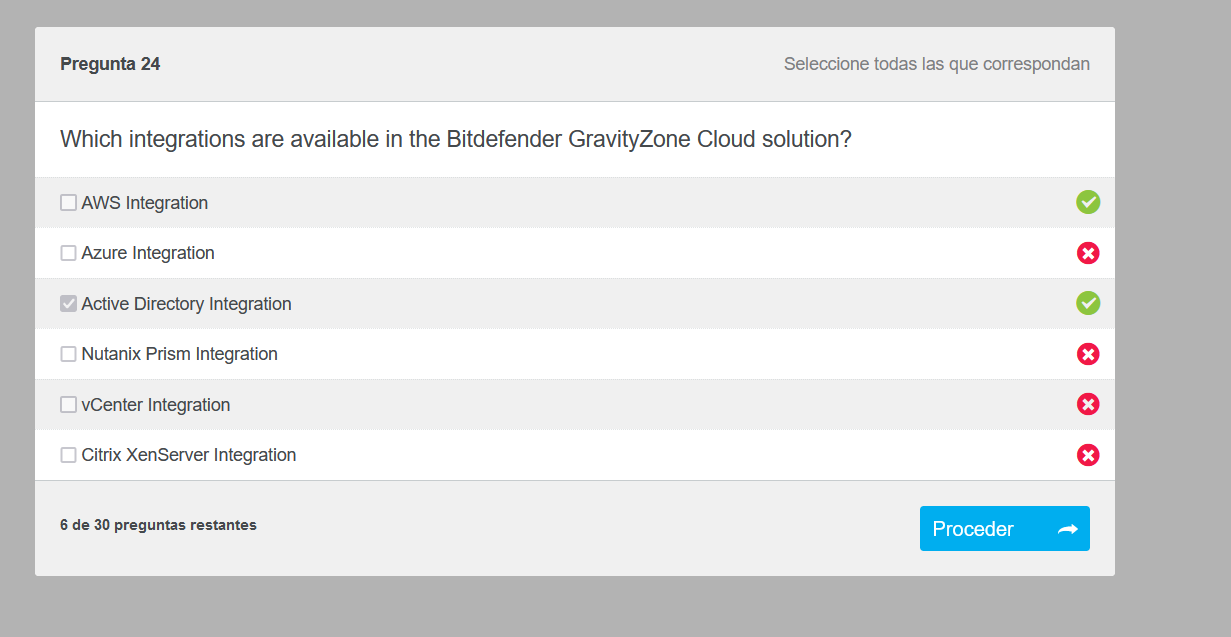 Pregunta 24
Seleccione todas las que correspondan
Which integrations are available in the Bitdefender GravityZone Cloud solution?
AWS Integration
Azure Integration
Active Directory Integration
Nutanix Prism Integration
vCenter Integration
Citrix XenServer Integration
6 de 30 preguntas restantes
Proceder